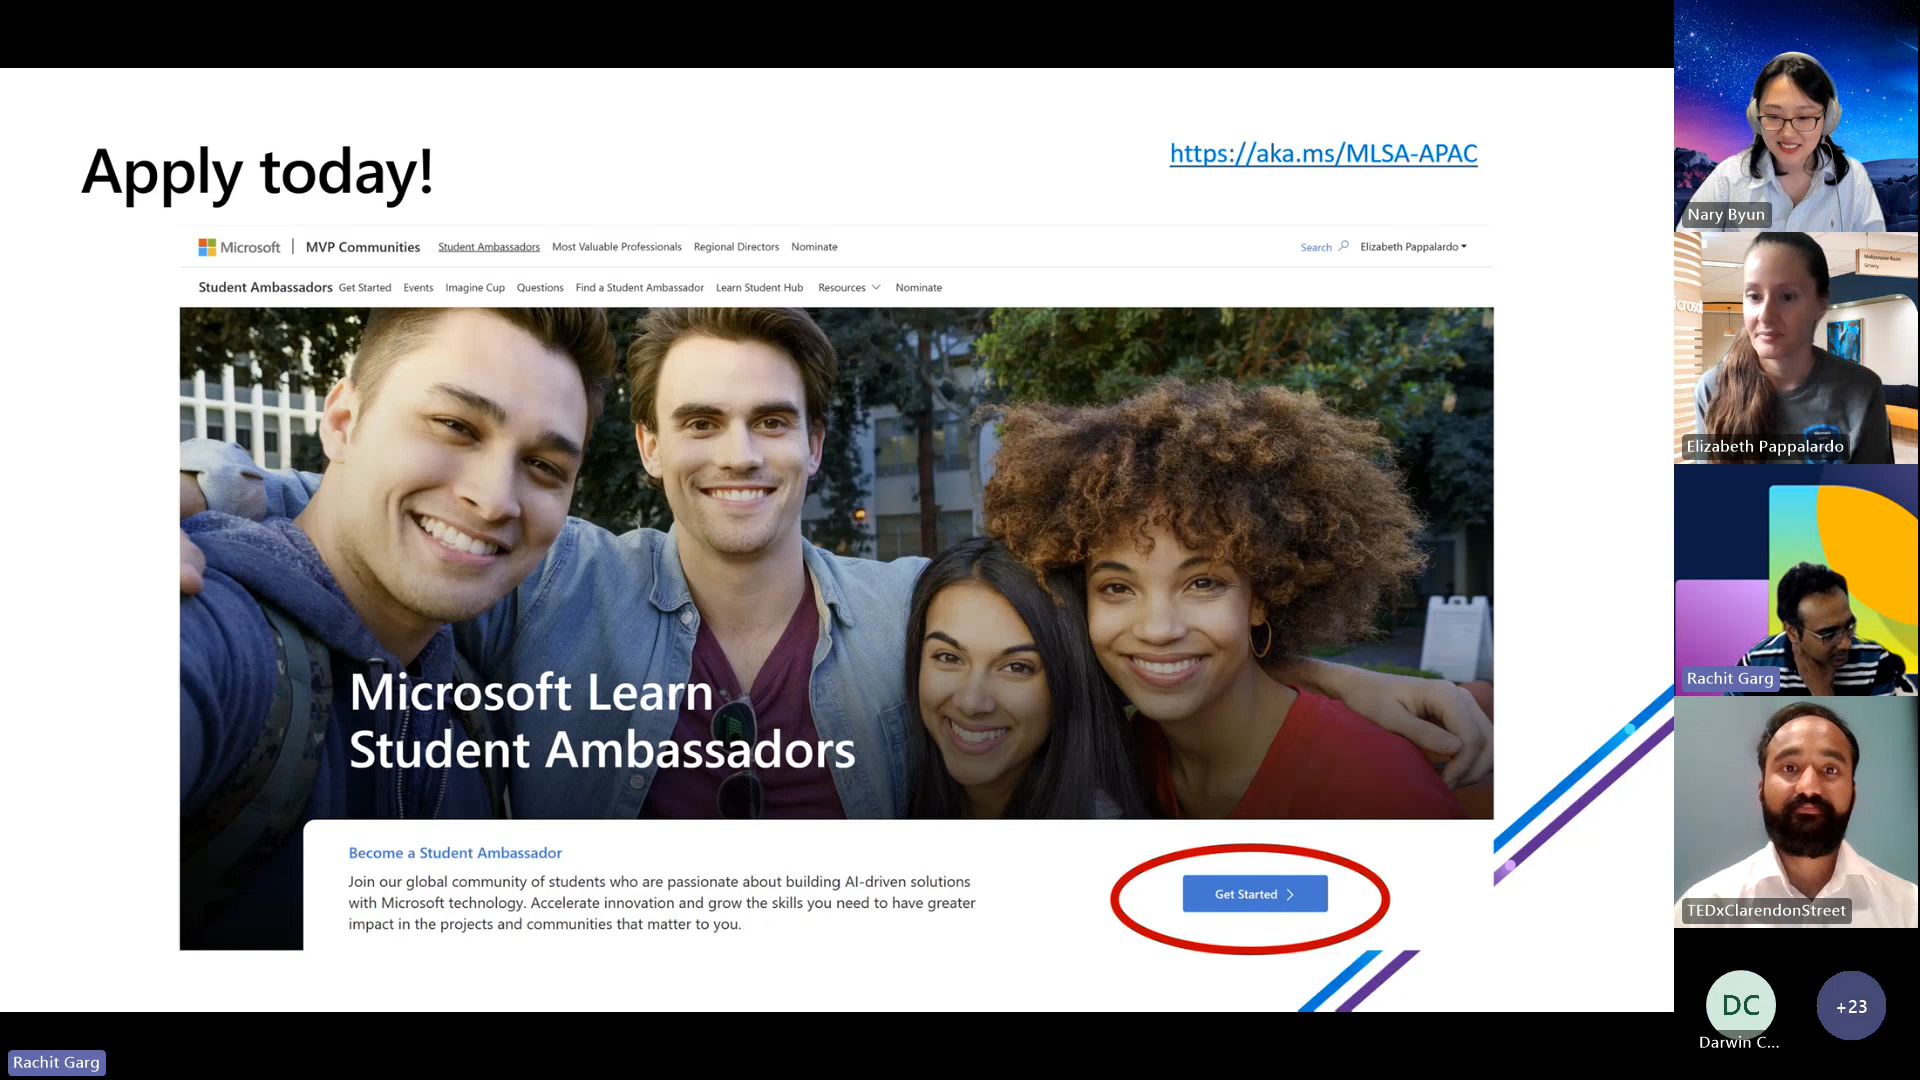 Apply today!
https://aka.ms/MLSA-APAC
Microsoft | MVP Communities Student Ambassadors Most Valuable Professionals Regional Directors Nominate Search Elizabeth Pappalardo
Student Ambassadors Get Started Events Imagine Cup Questions Find a Student Ambassador Learn Student Hub Resources Nominate
Microsoft Learn
Student Ambassadors
Become a Student Ambassador
Join our global community of students who are passionate about building AI-driven solutions
with Microsoft technology. Accelerate innovation and grow the skills you need to have greater
impact in the projects and communities that matter to you.
Get Started
Rachit Garg
Nary Byun
Multipurpose Room
Servery
Elizabeth Pappalardo
Rachit Garg
TEDxClarendonStreet
DC
Darwin C...
+23